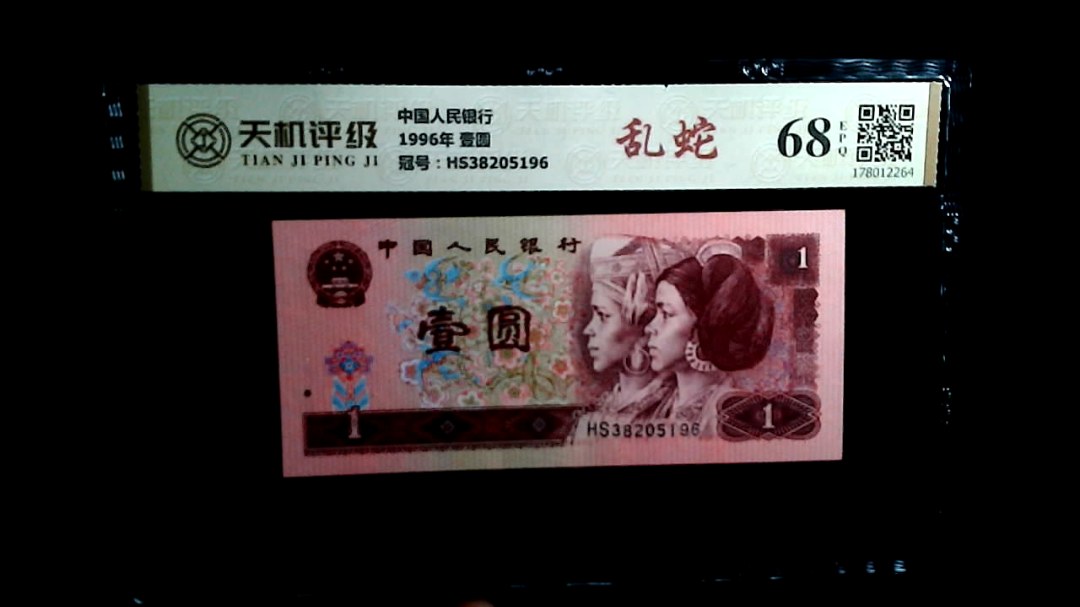 天机评级
TIAN JI PING JI
中国人民银行
1996年 壹圆
冠号：HS38205196
乱蛇
68
EPQ
178012264
中国人民银行
1
壹圆
1
HS38205196
1